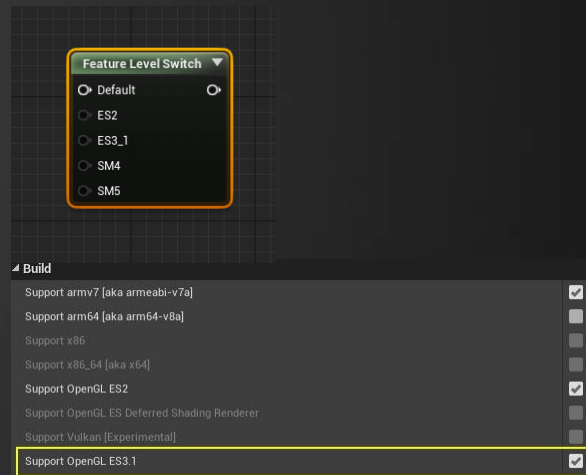 Feature Level Switch
Default
ES2
ES3_1
SM4
SM5
Build
Support armv7 [aka armeabi-v7a]
Support arm64 [aka arm64-v8a]
Support x86
Support x86_64 [aka x64]
Support OpenGL ES2
Support OpenGL ES Deferred Shading Renderer
Support Vulkan [Experimental]
Support OpenGL ES3.1